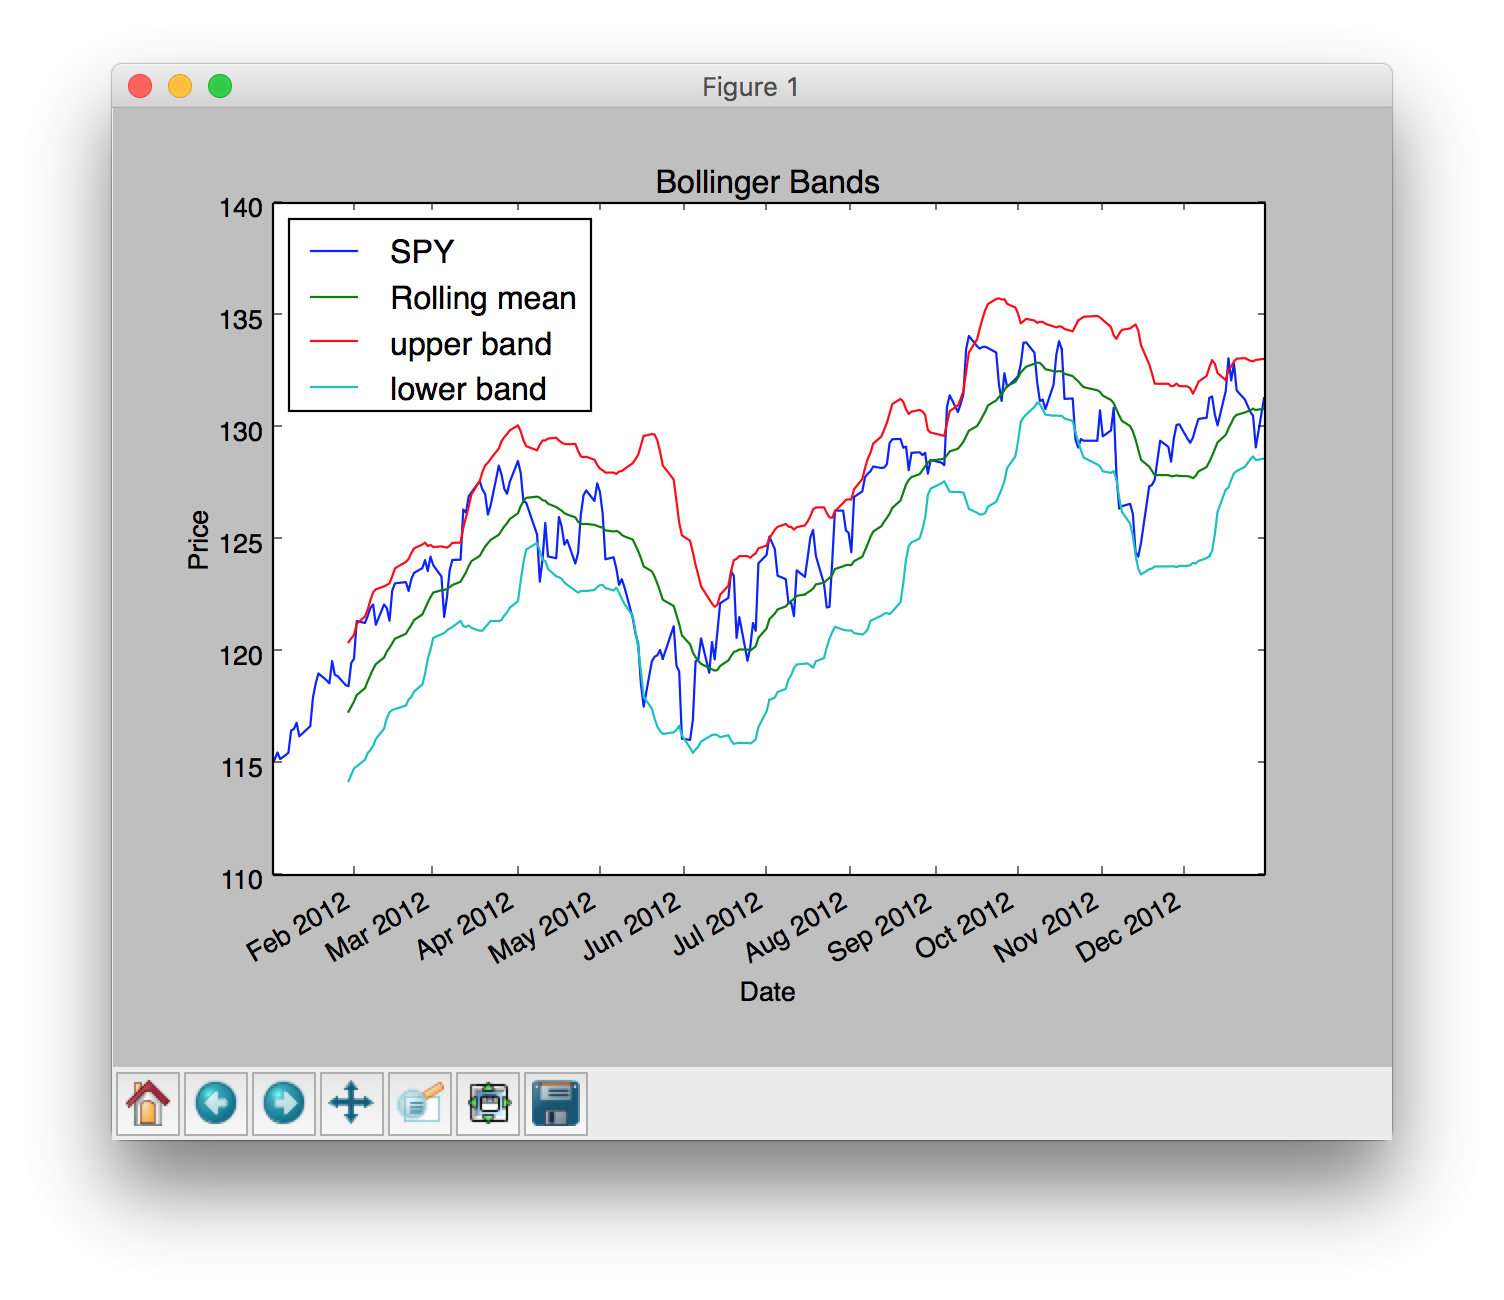 Figure 1
Bollinger Bands
SPY
Rolling mean
upper band
lower band
140
135
130
125
120
115
110
Price
Feb 2012
Mar 2012
Apr 2012
May 2012
Jun 2012
Jul 2012
Aug 2012
Sep 2012
Oct 2012
Nov 2012
Dec 2012
Date